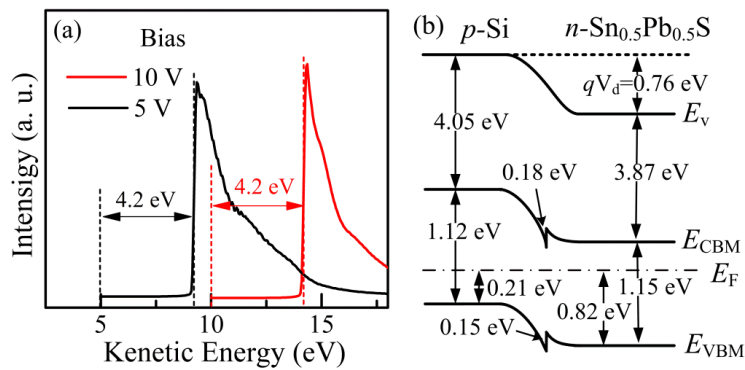 (a)
Bias
10 V
5 V
4.2 eV
4.2 eV
Intensigy (a. u.)
5
10
15
Kenetic Energy (eV)
(b)
p-Si
n-Sn0.5Pb0.5S
qVd=0.76 eV
Ev
4.05 eV
3.87 eV
0.18 eV
ECBM
1.12 eV
EF
0.21 eV
1.15 eV
0.82 eV
0.15 eV
EVBM